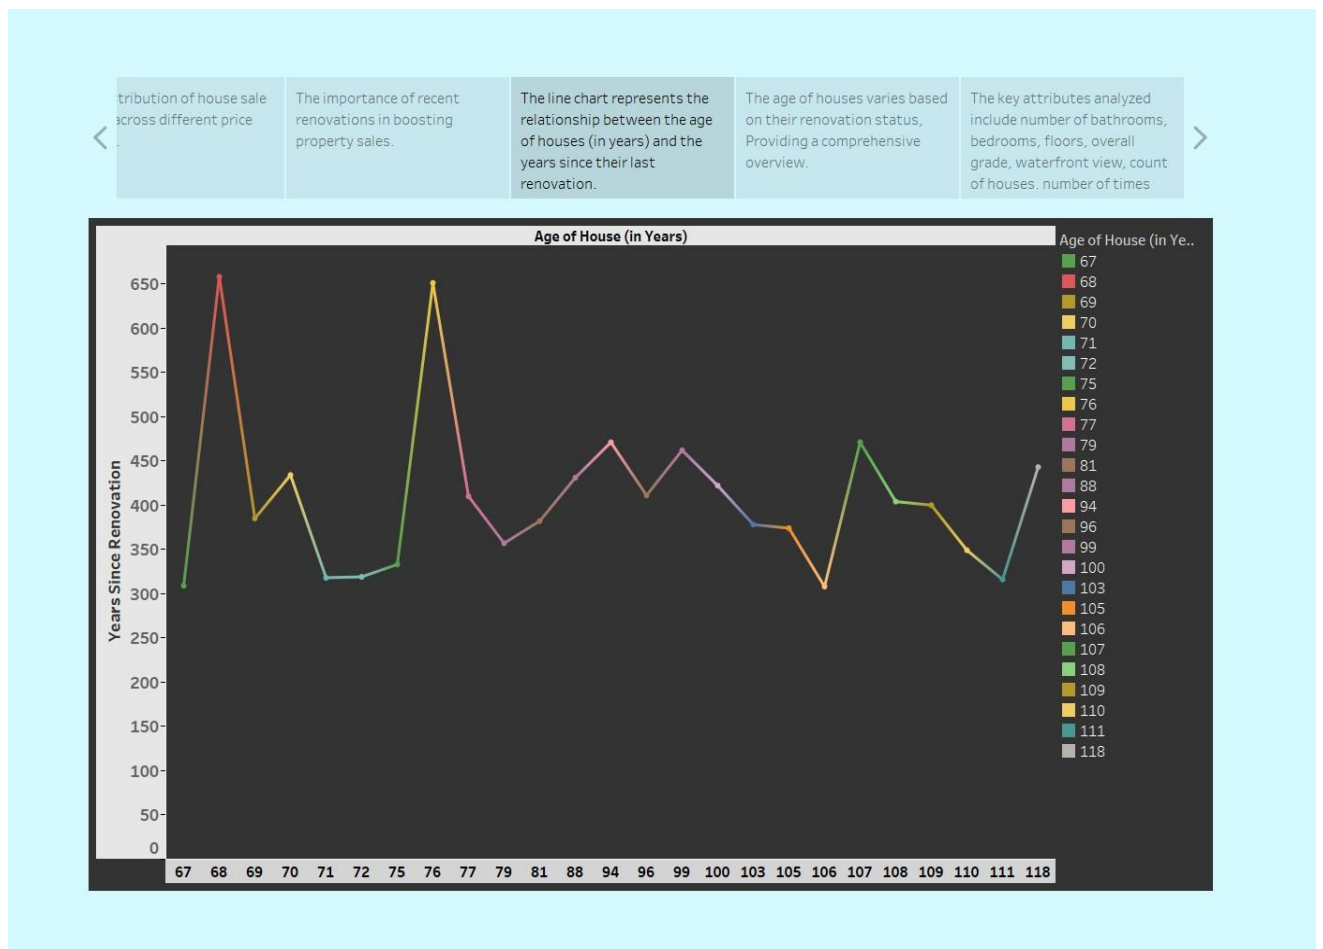 tribution of house sale
across different price
.
The importance of recent
renovations in boosting
property sales.
The line chart represents the
relationship between the age
of houses (in years) and the
years since their last
renovation.
The age of houses varies based
on their renovation status,
Providing a comprehensive
overview.
The key attributes analyzed
include number of bathrooms,
bedrooms, floors, overall
grade, waterfront view, count
of houses. number of times
Age of House (in Years)
Years Since Renovation
650
600
550
500
450
400
350
300
250
200
150
100
50
0
67 68 69 70 71 72 75 76 77 79 81 88 94 96 99 100 103 105 106 107 108 109 110 111 118
Age of House (in Ye..
67
68
69
70
71
72
75
76
77
79
81
88
94
96
99
100
103
105
106
107
108
109
110
111
118